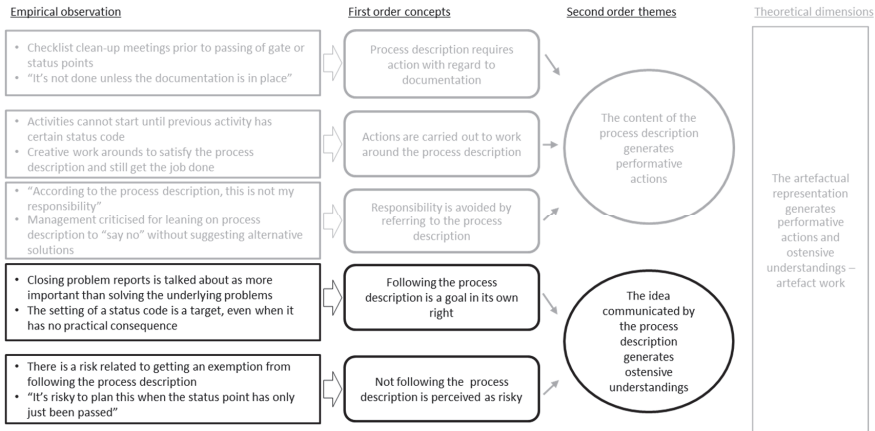 Empirical observation
First order concepts
Second order themes
Theoretical dimensions
• Checklist clean-up meetings prior to passing of gate or
status points
• "It's not done unless the documentation is in place"
Process description requires
action with regard to
documentation
• Activities cannot start until previous activity has
certain status code
• Creative work arounds to satisfy the process
description and still get the job done
Actions are carried out to work
around the process description
• "According to the process description, this is not my
responsibility"
• Management criticised for leaning on process
description to "say no" without suggesting alternative
solutions
Responsibility is avoided by
referring to the process
description
The content of the
process description
generates
performative
actions
• Closing problem reports is talked about as more
important than solving the underlying problems
• The setting of a status code is a target, even when it
has no practical consequence
Following the process
description is a goal in its own
right
• There is a risk related to getting an exemption from
following the process description
• "It's risky to plan this when the status point has only
just been passed"
Not following the process
description is perceived as risky
The idea
communicated by
the process
description
generates
ostensive
understandings
The artefactual
representation
generates
performative
actions and
ostensive
understandings –
artefact work